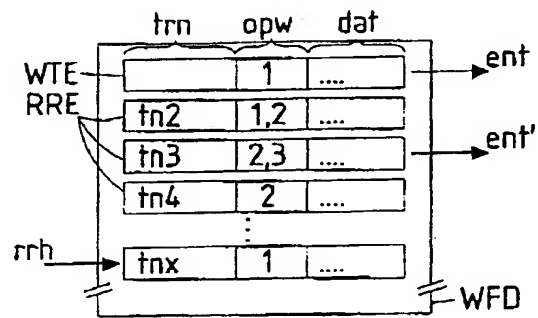 trn opw dat
WTE 1 .... ent
RRE tn2 1,2 ....
tn3 2,3 .... ent'
tn4 2 ....
rrh tnx 1 ....
WFD